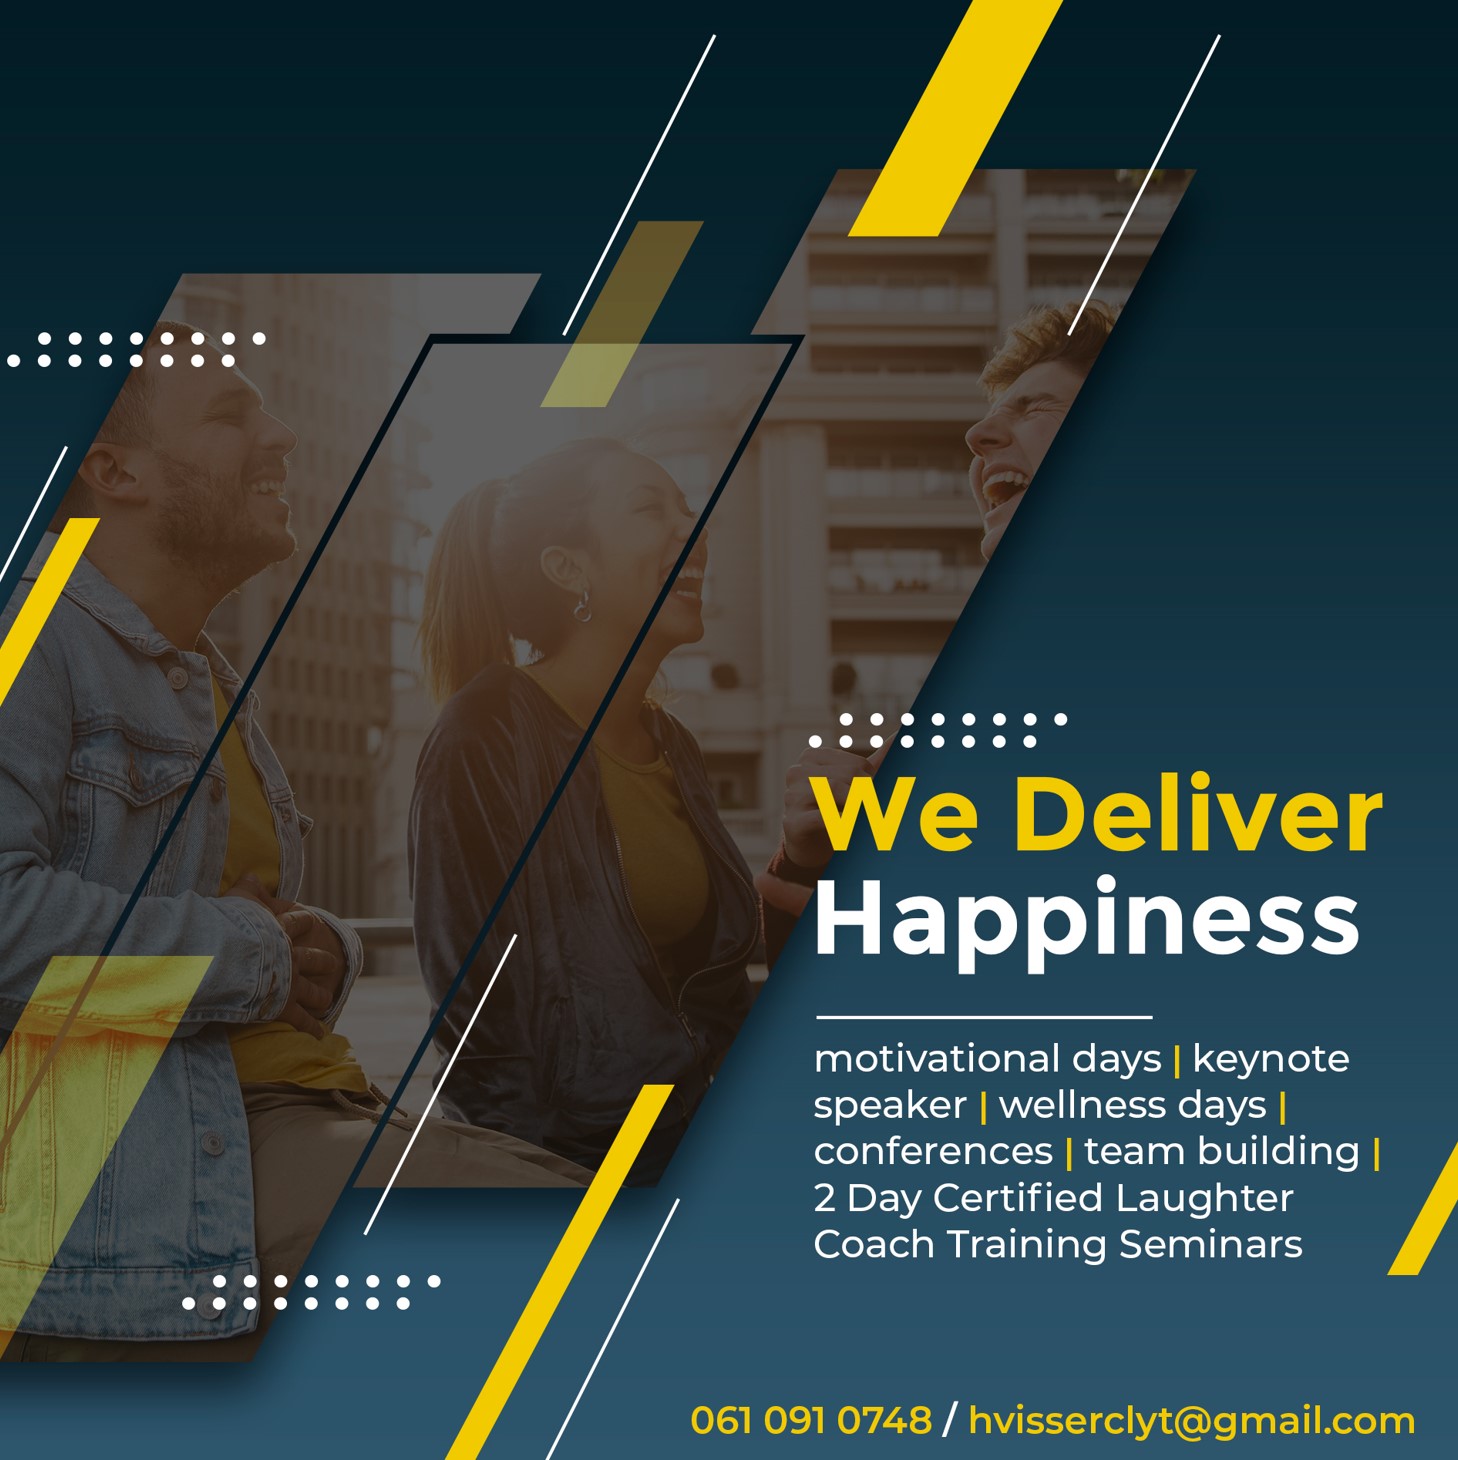 We Deliver
Happiness
motivational days | keynote
speaker | wellness days |
conferences | team building |
2 Day Certified Laughter
Coach Training Seminars
061 091 0748 / hvisserclyt@gmail.com